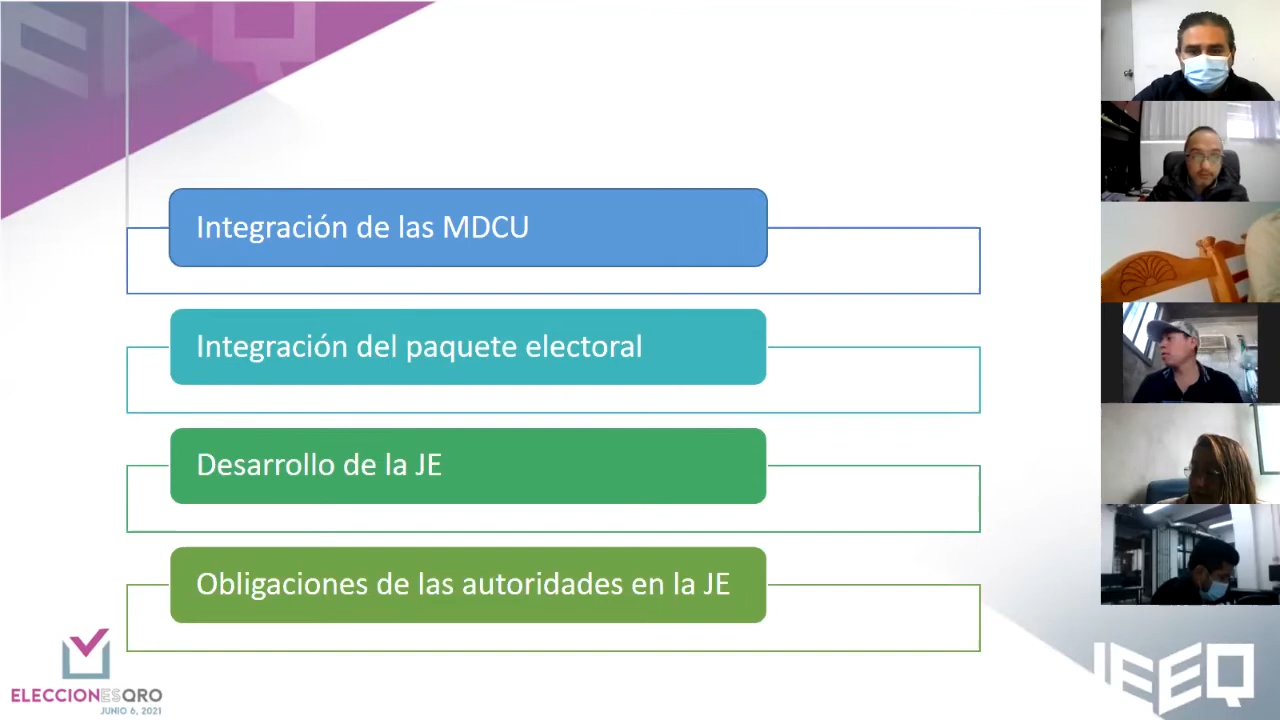 Integración de las MDCU
Integración del paquete electoral
Desarrollo de la JE
Obligaciones de las autoridades en la JE
ELECCIONESQRO
JUNIO 6, 2021
IEEQ